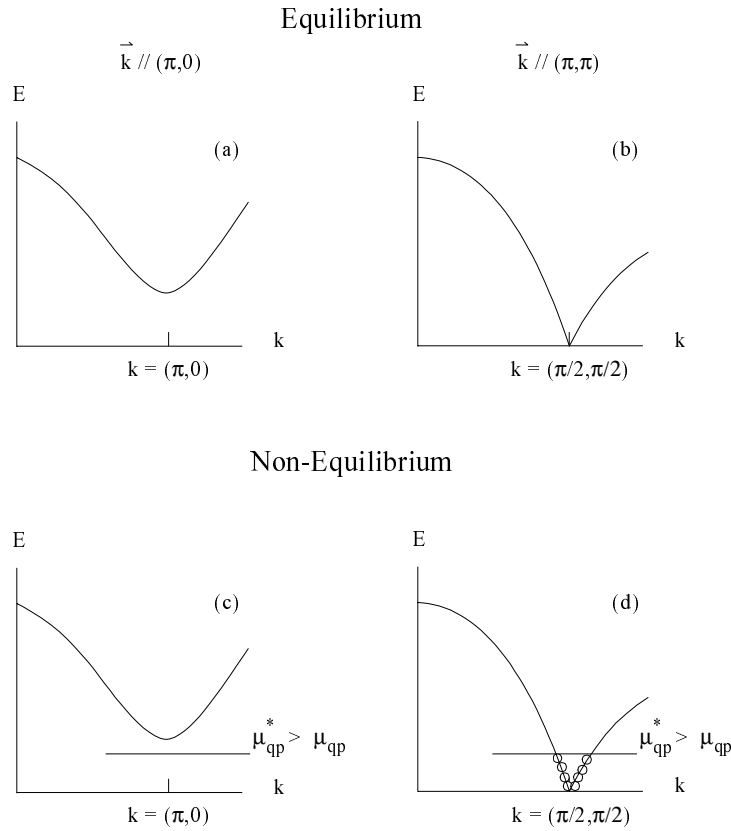 Equilibrium
k⃗ // (π,0)
k⃗ // (π,π)
E
E
(a)
(b)
k
k
k = (π,0)
k = (π/2,π/2)
Non-Equilibrium
E
E
(c)
(d)
μ*qp > μqp
μ*qp > μqp
k
k
k = (π,0)
k = (π/2,π/2)